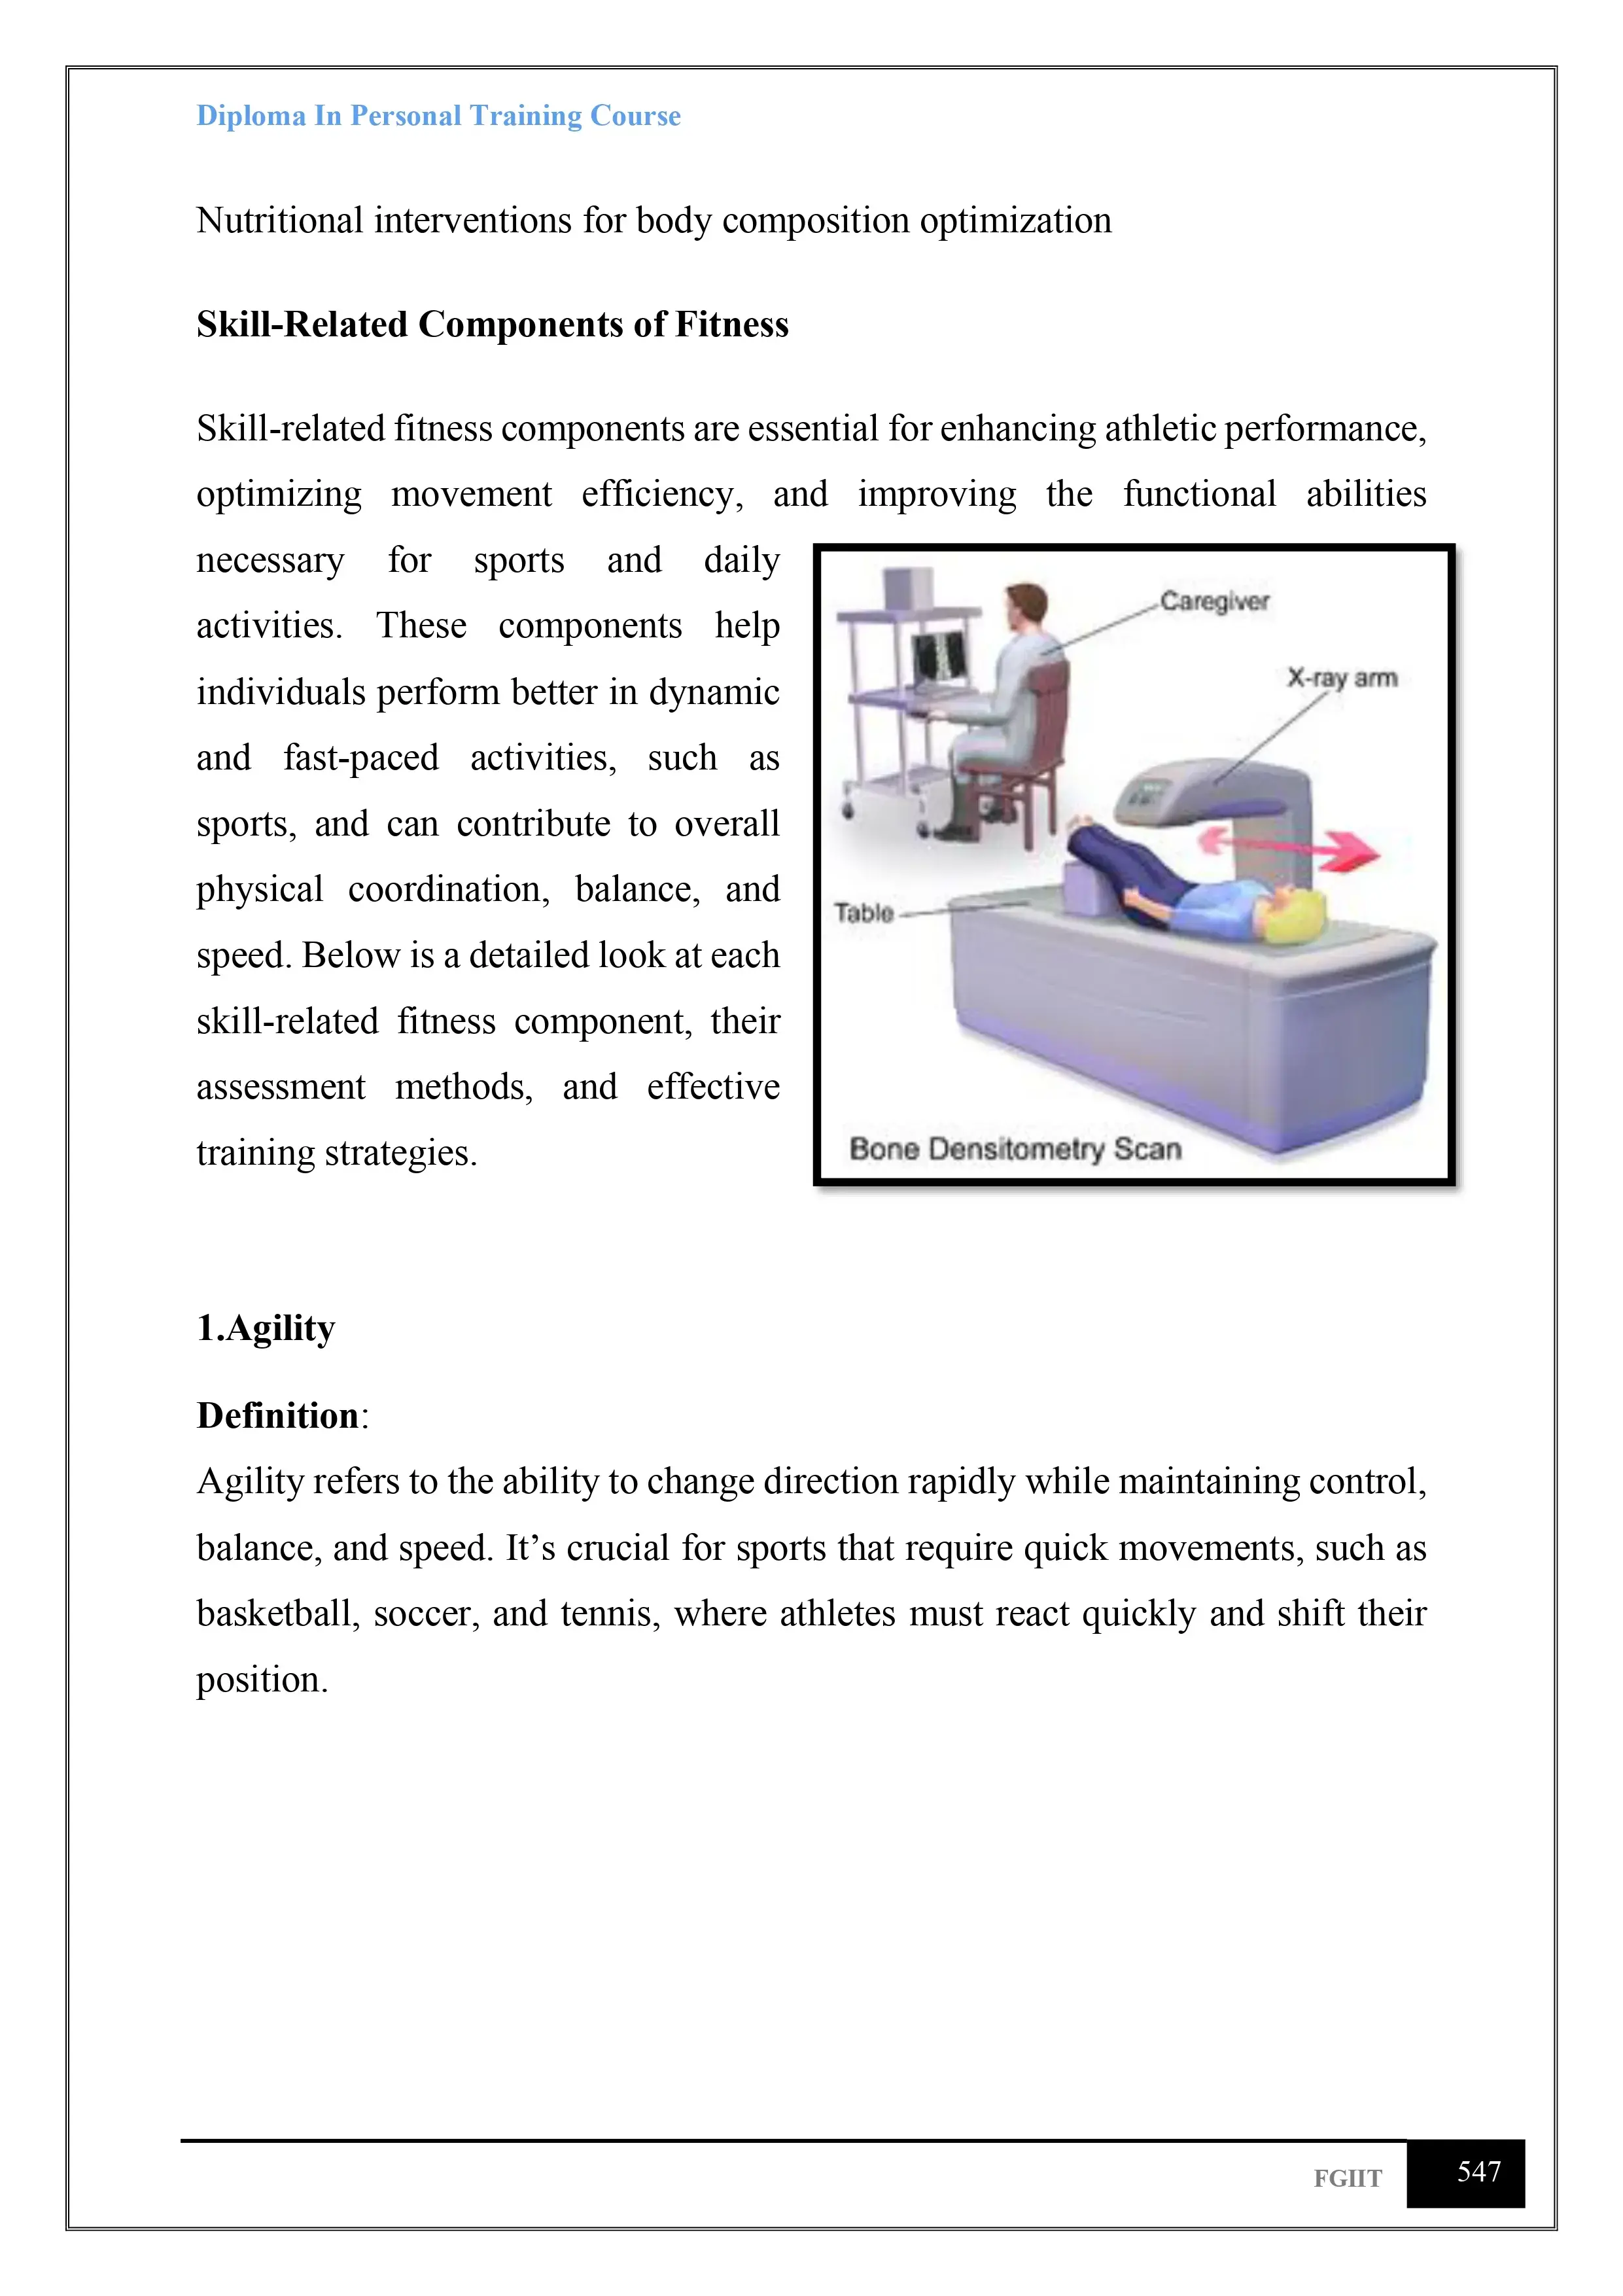 Diploma In Personal Training Course
Nutritional interventions for body composition optimization
Skill-Related Components of Fitness
Skill-related fitness components are essential for enhancing athletic performance,
optimizing movement efficiency, and improving the functional abilities
necessary for sports and daily
activities. These components help
individuals perform better in dynamic
and fast-paced activities, such as
sports, and can contribute to overall
physical coordination, balance, and
speed. Below is a detailed look at each
skill-related fitness component, their
assessment methods, and effective
training strategies.
Caregiver
X-ray arm
Table
Bone Densitometry Scan
1.Agility
Definition:
Agility refers to the ability to change direction rapidly while maintaining control,
balance, and speed. It’s crucial for sports that require quick movements, such as
basketball, soccer, and tennis, where athletes must react quickly and shift their
position.
FGIIT
547